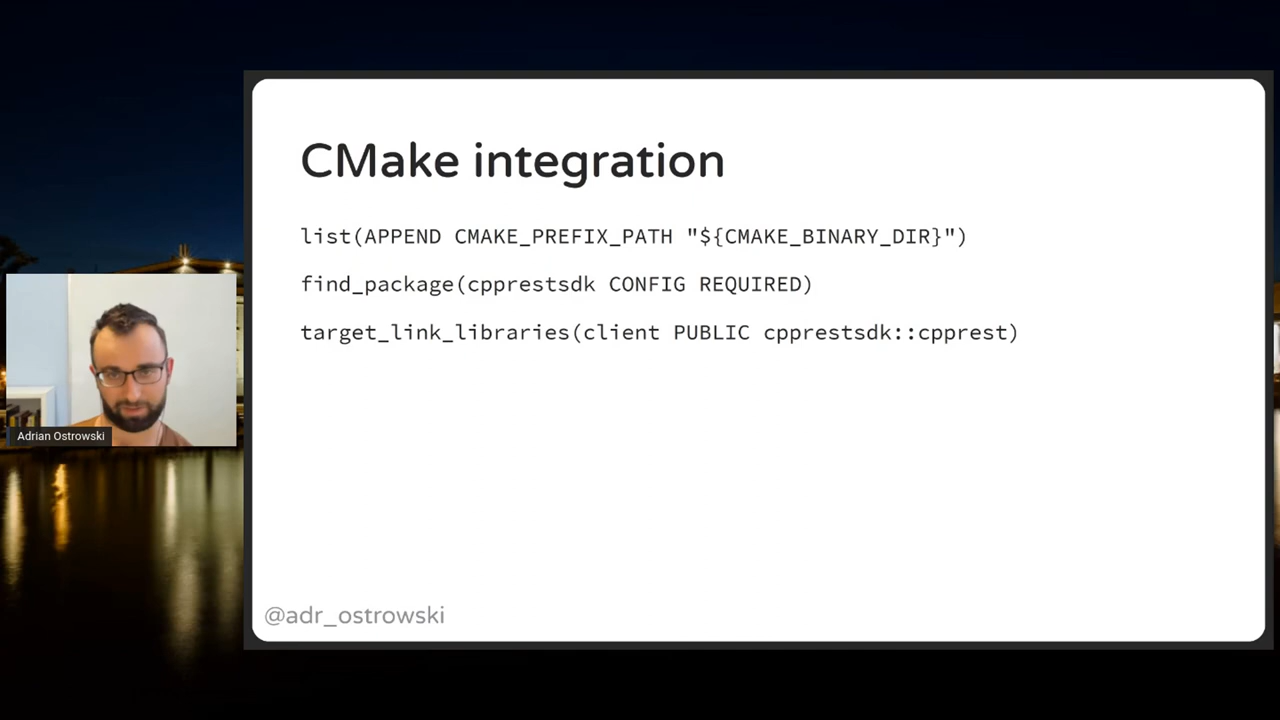 CMake integration
list(APPEND CMAKE_PREFIX_PATH "${CMAKE_BINARY_DIR}")
find_package(cpprestsdk CONFIG REQUIRED)
target_link_libraries(client PUBLIC cpprestsdk::cpprest)
Adrian Ostrowski
@adr_ostrowski